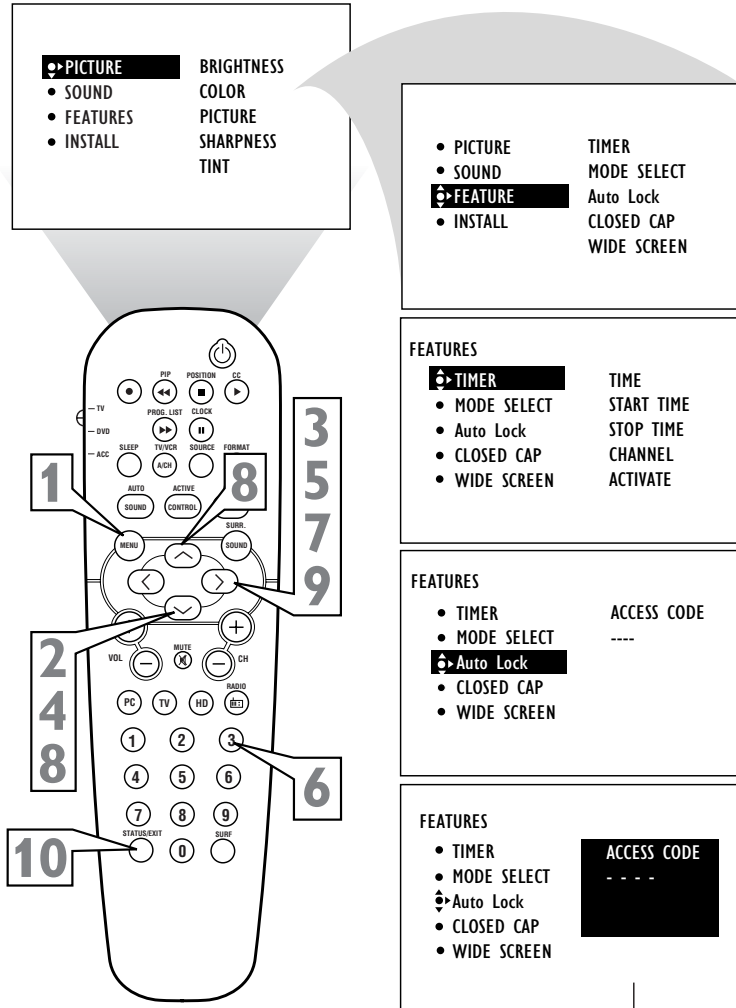 PICTURE BRIGHTNESS
SOUND COLOR
FEATURES PICTURE
INSTALL SHARPNESS
TINT
PICTURE TIMER
SOUND MODE SELECT
FEATURE Auto Lock
INSTALL CLOSED CAP
WIDE SCREEN
FEATURES
TIMER TIME
MODE SELECT START TIME
Auto Lock STOP TIME
CLOSED CAP CHANNEL
WIDE SCREEN ACTIVATE
FEATURES
TIMER ACCESS CODE
MODE SELECT ----
Auto Lock
CLOSED CAP
WIDE SCREEN
FEATURES
TIMER ACCESS CODE
MODE SELECT - - - -
Auto Lock
CLOSED CAP
WIDE SCREEN
PIP POSITION CC
TV
DVD
ACC
PROG. LIST CLOCK
SLEEP TV/VCR SOURCE FORMAT
A/CH
AUTO ACTIVE
SOUND CONTROL
SURR.
MENU SOUND
VOL MUTE CH
RADIO
PC TV HD
1 2 3
4 5 6
7 8 9
STATUS/EXIT 0 SURF
1
8
3
5
7
9
2
4
8
6
10